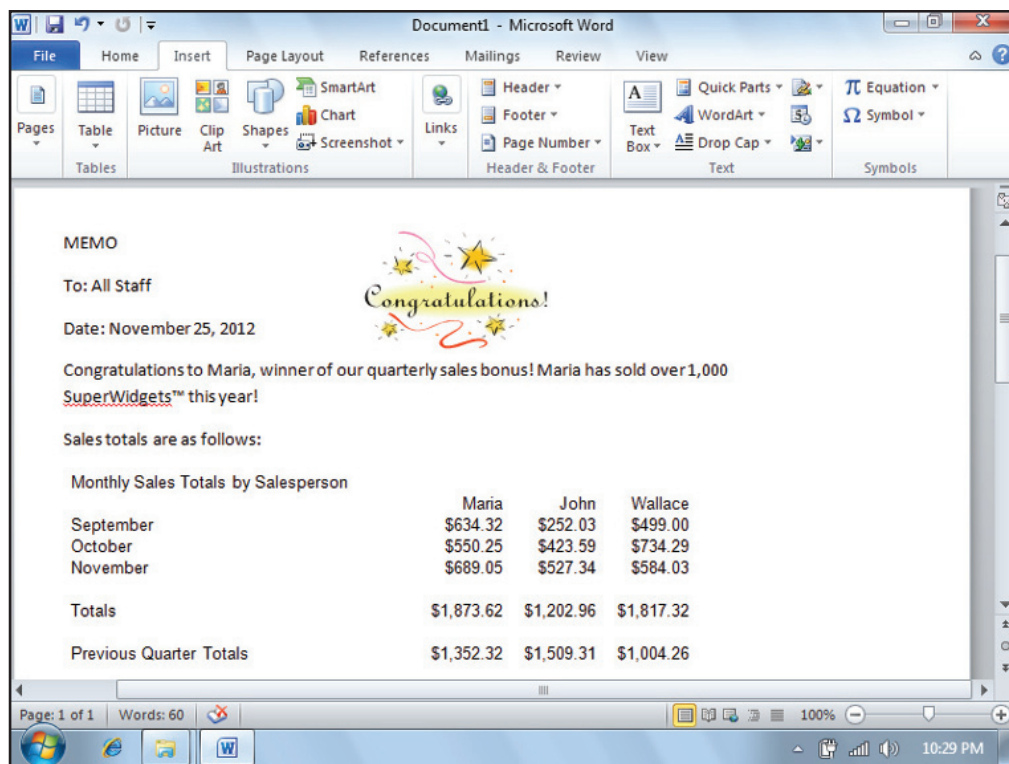 Document1 - Microsoft Word
File Home Insert Page Layout References Mailings Review View
Pages
Table
Tables
Picture
Clip Art
Shapes
SmartArt
Chart
Screenshot
Illustrations
Links
Header
Footer
Page Number
Header & Footer
Text Box
Quick Parts
WordArt
Drop Cap
Text
π Equation
Ω Symbol
Symbols
MEMO
To: All Staff
Date: November 25, 2012
Congratulations!
Congratulations to Maria, winner of our quarterly sales bonus! Maria has sold over 1,000
SuperWidgets™ this year!
Sales totals are as follows:
Monthly Sales Totals by Salesperson
Maria John Wallace
September $634.32 $252.03 $499.00
October $550.25 $423.59 $734.29
November $689.05 $527.34 $584.03
Totals $1,873.62 $1,202.96 $1,817.32
Previous Quarter Totals $1,352.32 $1,509.31 $1,004.26
Page: 1 of 1 Words: 60 100%
10:29 PM